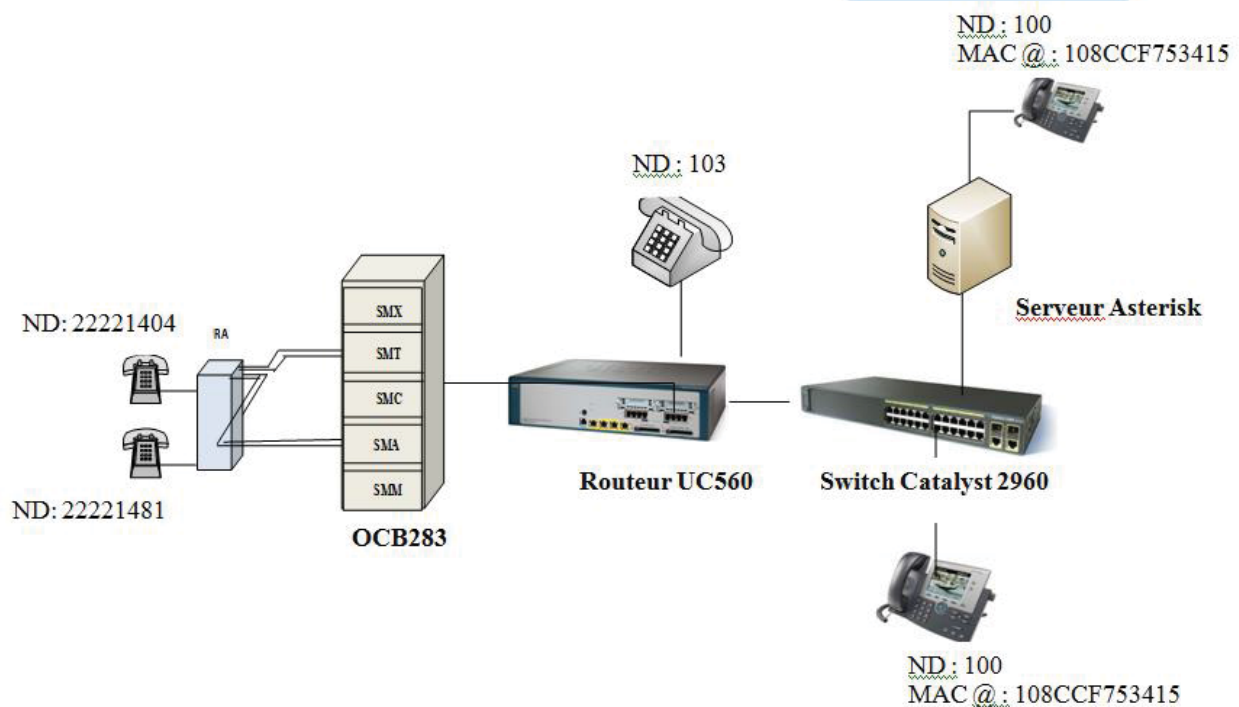 ND : 100
MAC @ : 108CCF753415
ND : 103
Serveur Asterisk
ND: 22221404
RA
SMX
SMT
SMC
SMA
SMM
ND: 22221481
OCB283
Routeur UC560
Switch Catalyst 2960
ND : 100
MAC @ : 108CCF753415